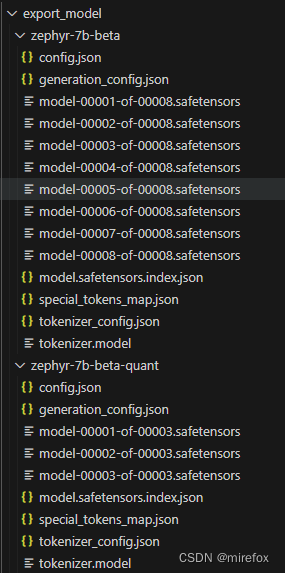 export_model
zephyr-7b-beta
config.json
generation_config.json
model-00001-of-00008.safetensors
model-00002-of-00008.safetensors
model-00003-of-00008.safetensors
model-00004-of-00008.safetensors
model-00005-of-00008.safetensors
model-00006-of-00008.safetensors
model-00007-of-00008.safetensors
model-00008-of-00008.safetensors
model.safetensors.index.json
special_tokens_map.json
tokenizer_config.json
tokenizer.model
zephyr-7b-beta-quant
config.json
generation_config.json
model-00001-of-00003.safetensors
model-00002-of-00003.safetensors
model-00003-of-00003.safetensors
model.safetensors.index.json
special_tokens_map.json
tokenizer_config.json
tokenizer.model
CSDN @mirefox